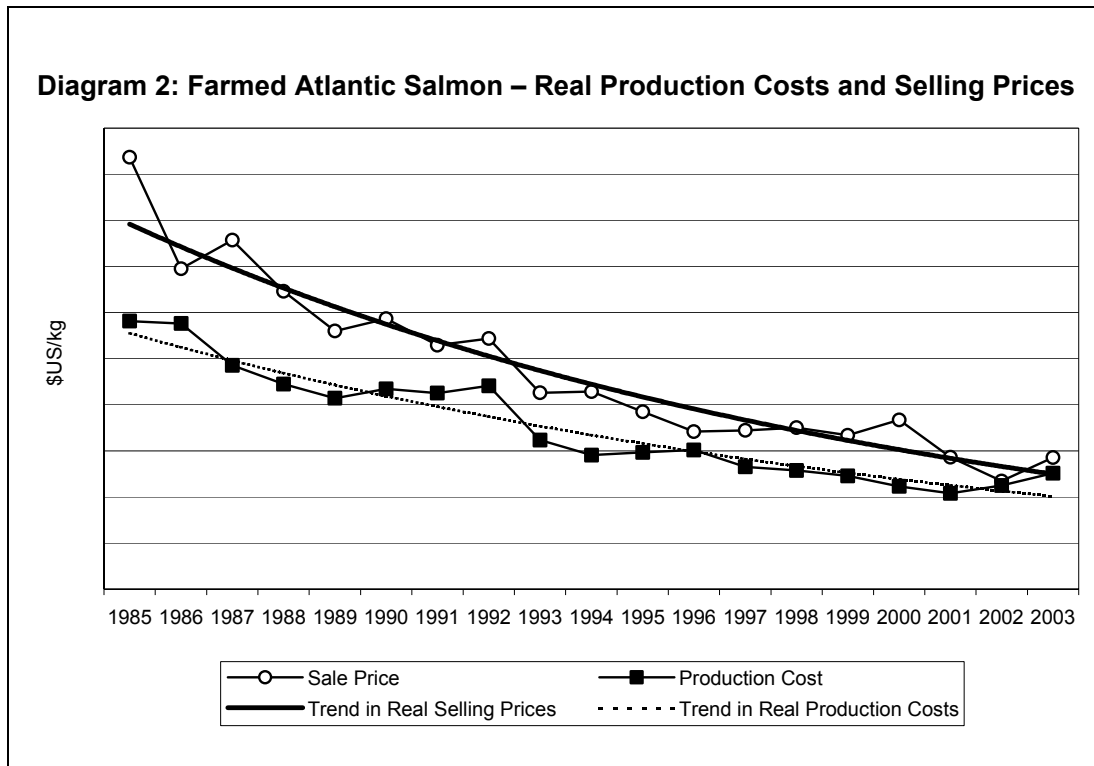 Diagram 2: Farmed Atlantic Salmon – Real Production Costs and Selling Prices
$US/kg
1985 1986 1987 1988 1989 1990 1991 1992 1993 1994 1995 1996 1997 1998 1999 2000 2001 2002 2003
Sale Price Production Cost
Trend in Real Selling Prices Trend in Real Production Costs